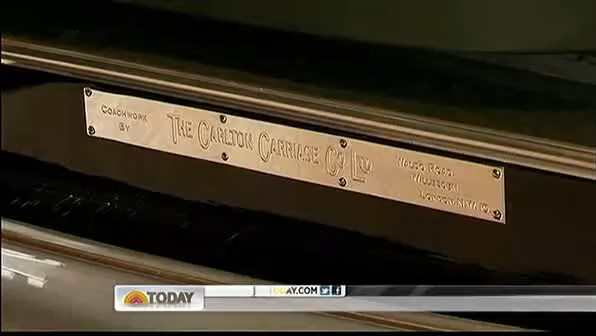 COACHWORK
BY
THE CARLTON CARRIAGE CO LTD
WALDO ROAD,
WILLESDEN,
LONDON N.W.10.
TODAY
TODAY.COM